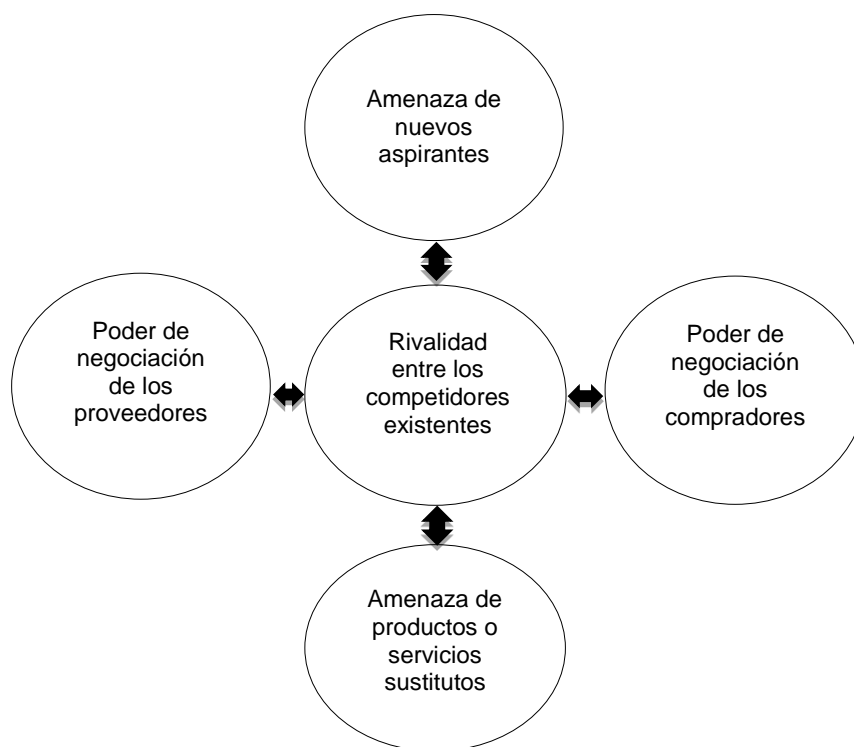 Amenaza de
nuevos
aspirantes
Poder de
negociación
de los
proveedores
Rivalidad
entre los
competidores
existentes
Poder de
negociación
de los
compradores
Amenaza de
productos o
servicios
sustitutos